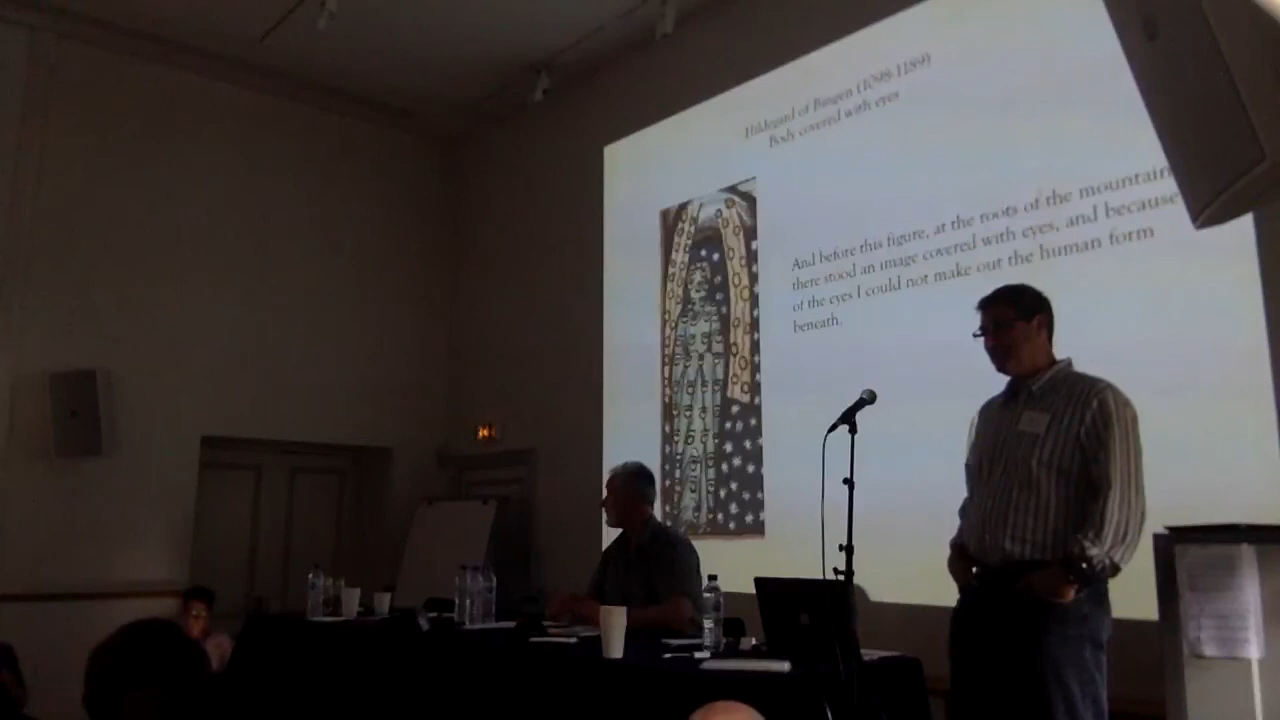 Hildegard of Bingen (1098-1189)
Body covered with eyes
And before this figure, at the roots of the mountain
there stood an image covered with eyes, and because
of the eyes I could not make out the human form
beneath.